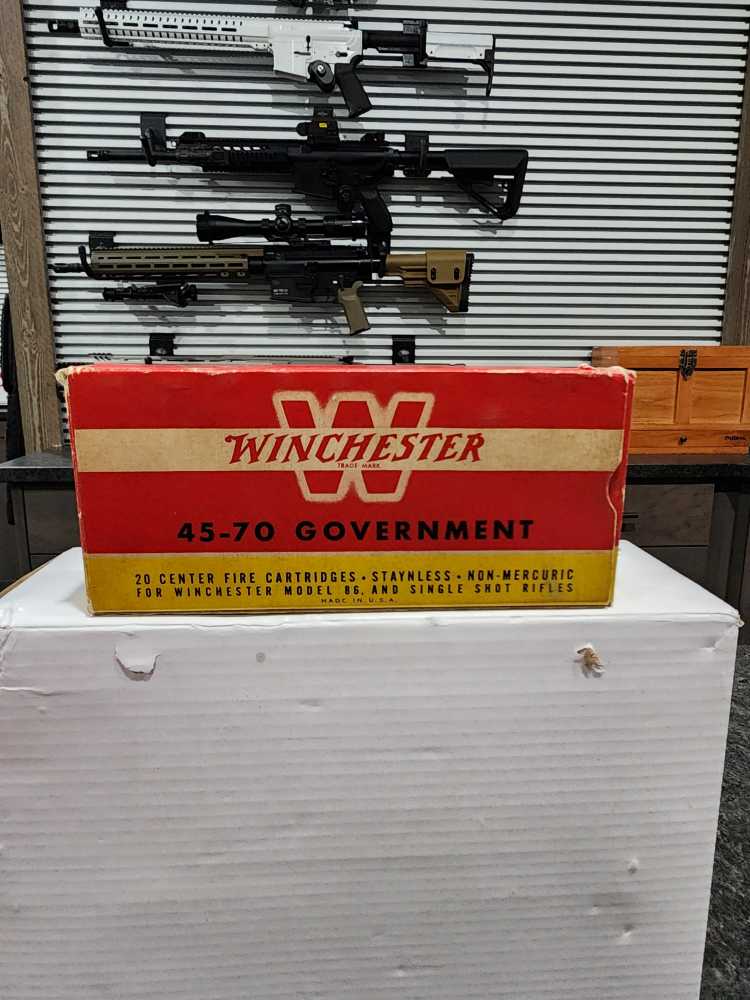 WINCHESTER
TRADE MARK
45-70 GOVERNMENT
20 CENTER FIRE CARTRIDGES • STAYNLESS • NON-MERCURIC
FOR WINCHESTER MODEL 86, AND SINGLE SHOT RIFLES
MADE IN U.S.A.